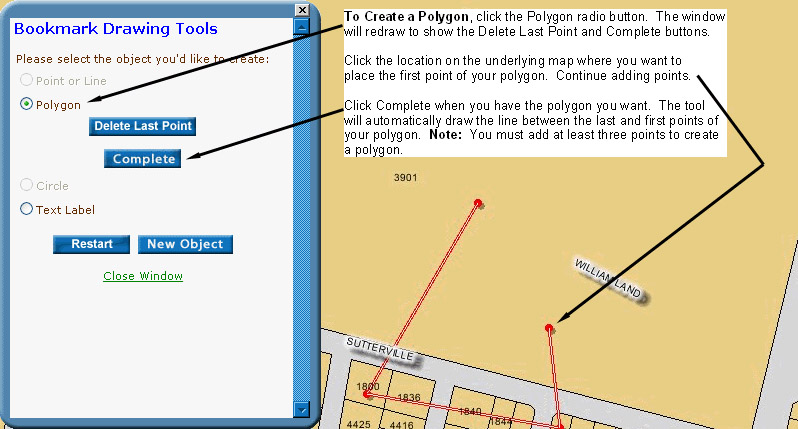 Bookmark Drawing Tools
Please select the object you'd like to create:
Point or Line
Polygon
Delete Last Point
Complete
Circle
Text Label
Restart New Object
Close Window
To Create a Polygon, click the Polygon radio button. The window
will redraw to show the Delete Last Point and Complete buttons.
Click the location on the underlying map where you want to
place the first point of your polygon. Continue adding points.
Click Complete when you have the polygon you want. The tool
will automatically draw the line between the last and first points of
your polygon. Note: You must add at least three points to create
a polygon.
3901
WILLIAM LAND
SUTTERVILLE
1800
1836
1840
1844
4425
4416